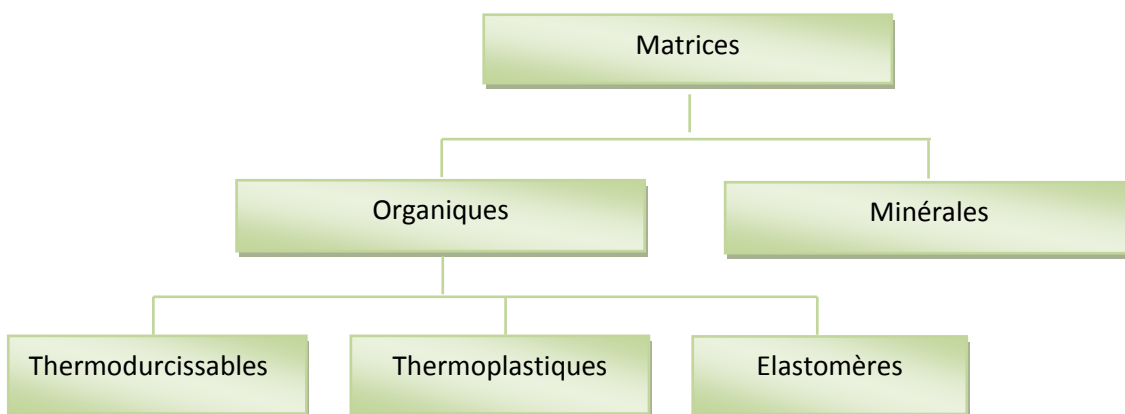 Matrices
Organiques
Minérales
Thermodurcissables
Thermoplastiques
Elastomères